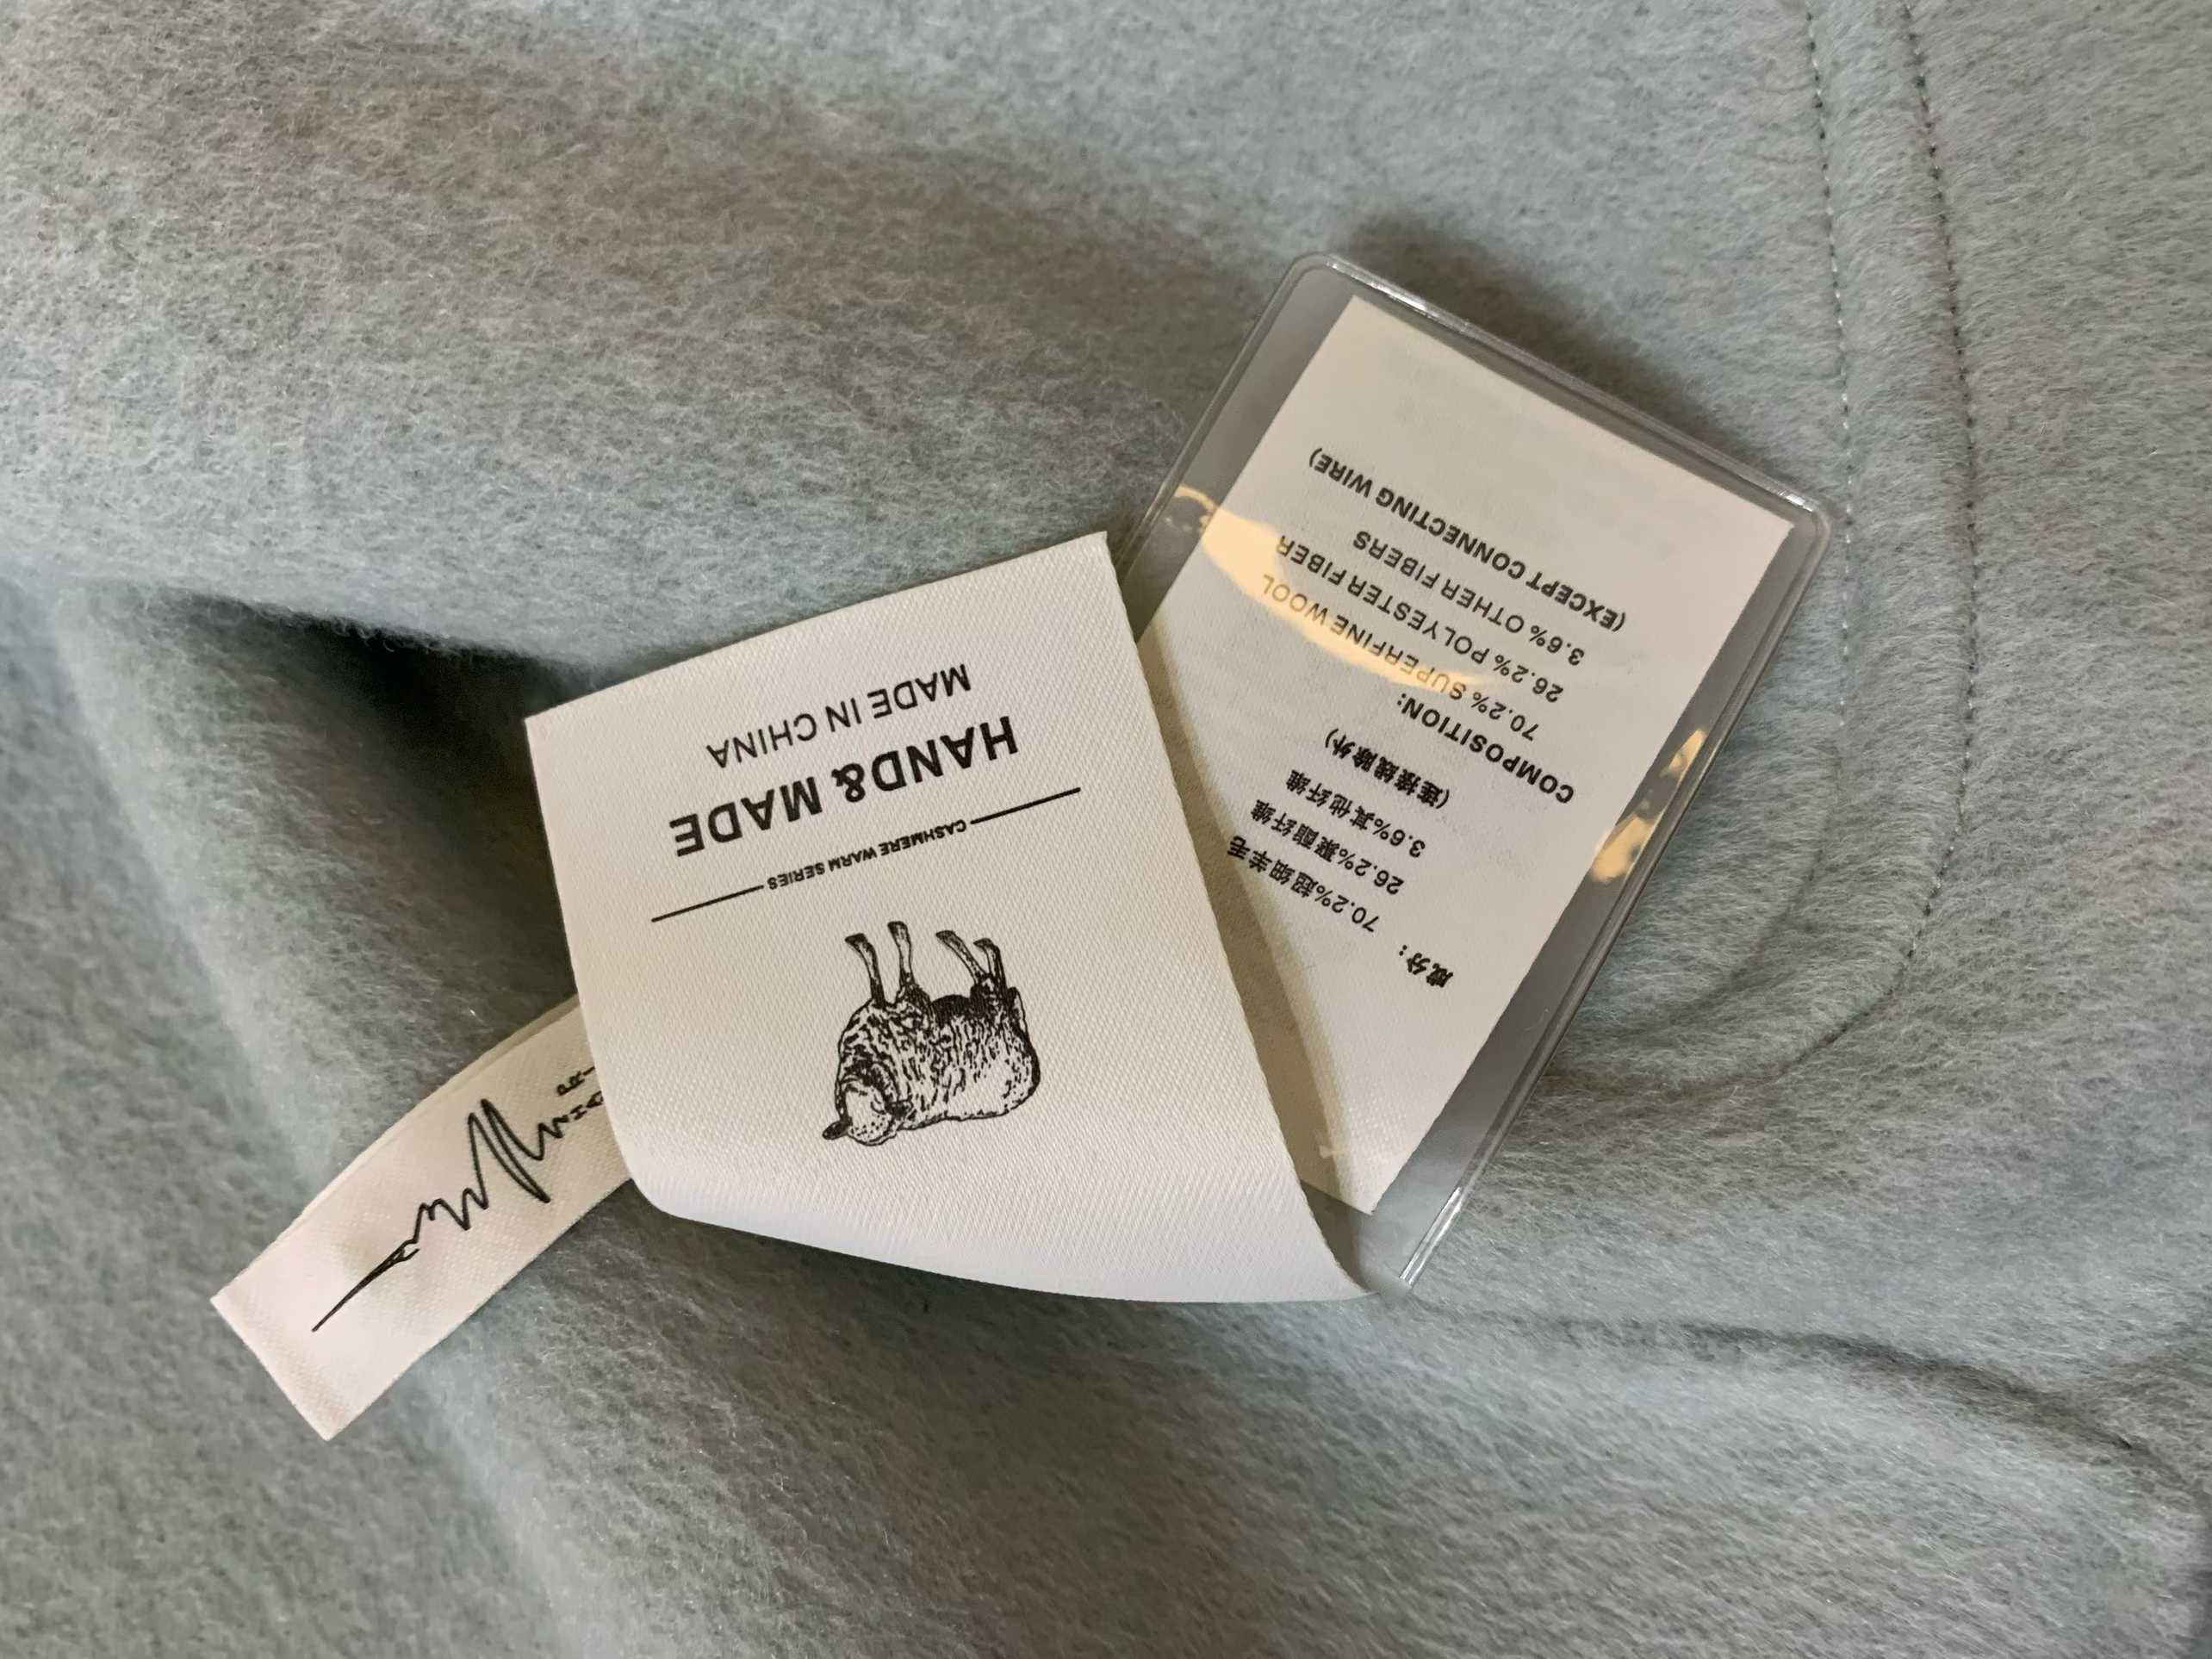 CASHMERE WARM SERIES
HAND& MADE
MADE IN CHINA
成分:
70.2%超细羊毛
26.2%聚酯纤维
3.6%其他纤维
(连接线除外)
COMPOSITION:
70.2% SUPERFINE WOOL
26.2% POLYESTER FIBER
3.6% OTHER FIBERS
(EXCEPT CONNECTING WIRE)